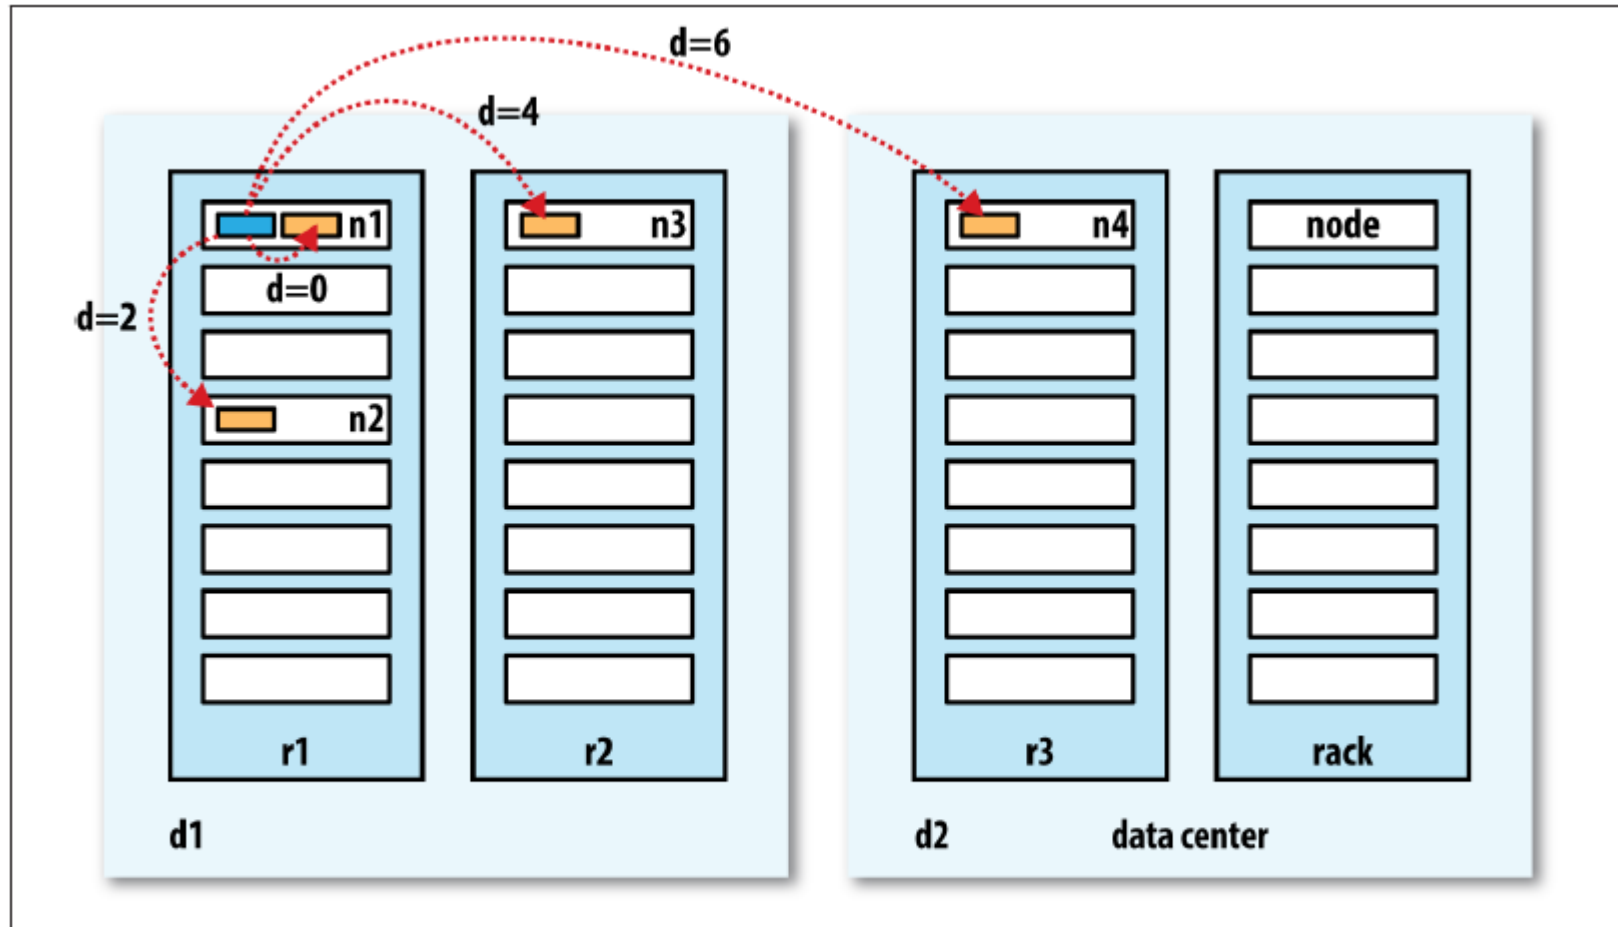 d=6
d=4
n1
n3
n4
node
d=0
d=2
n2
r1
r2
r3
rack
d1
d2
data center